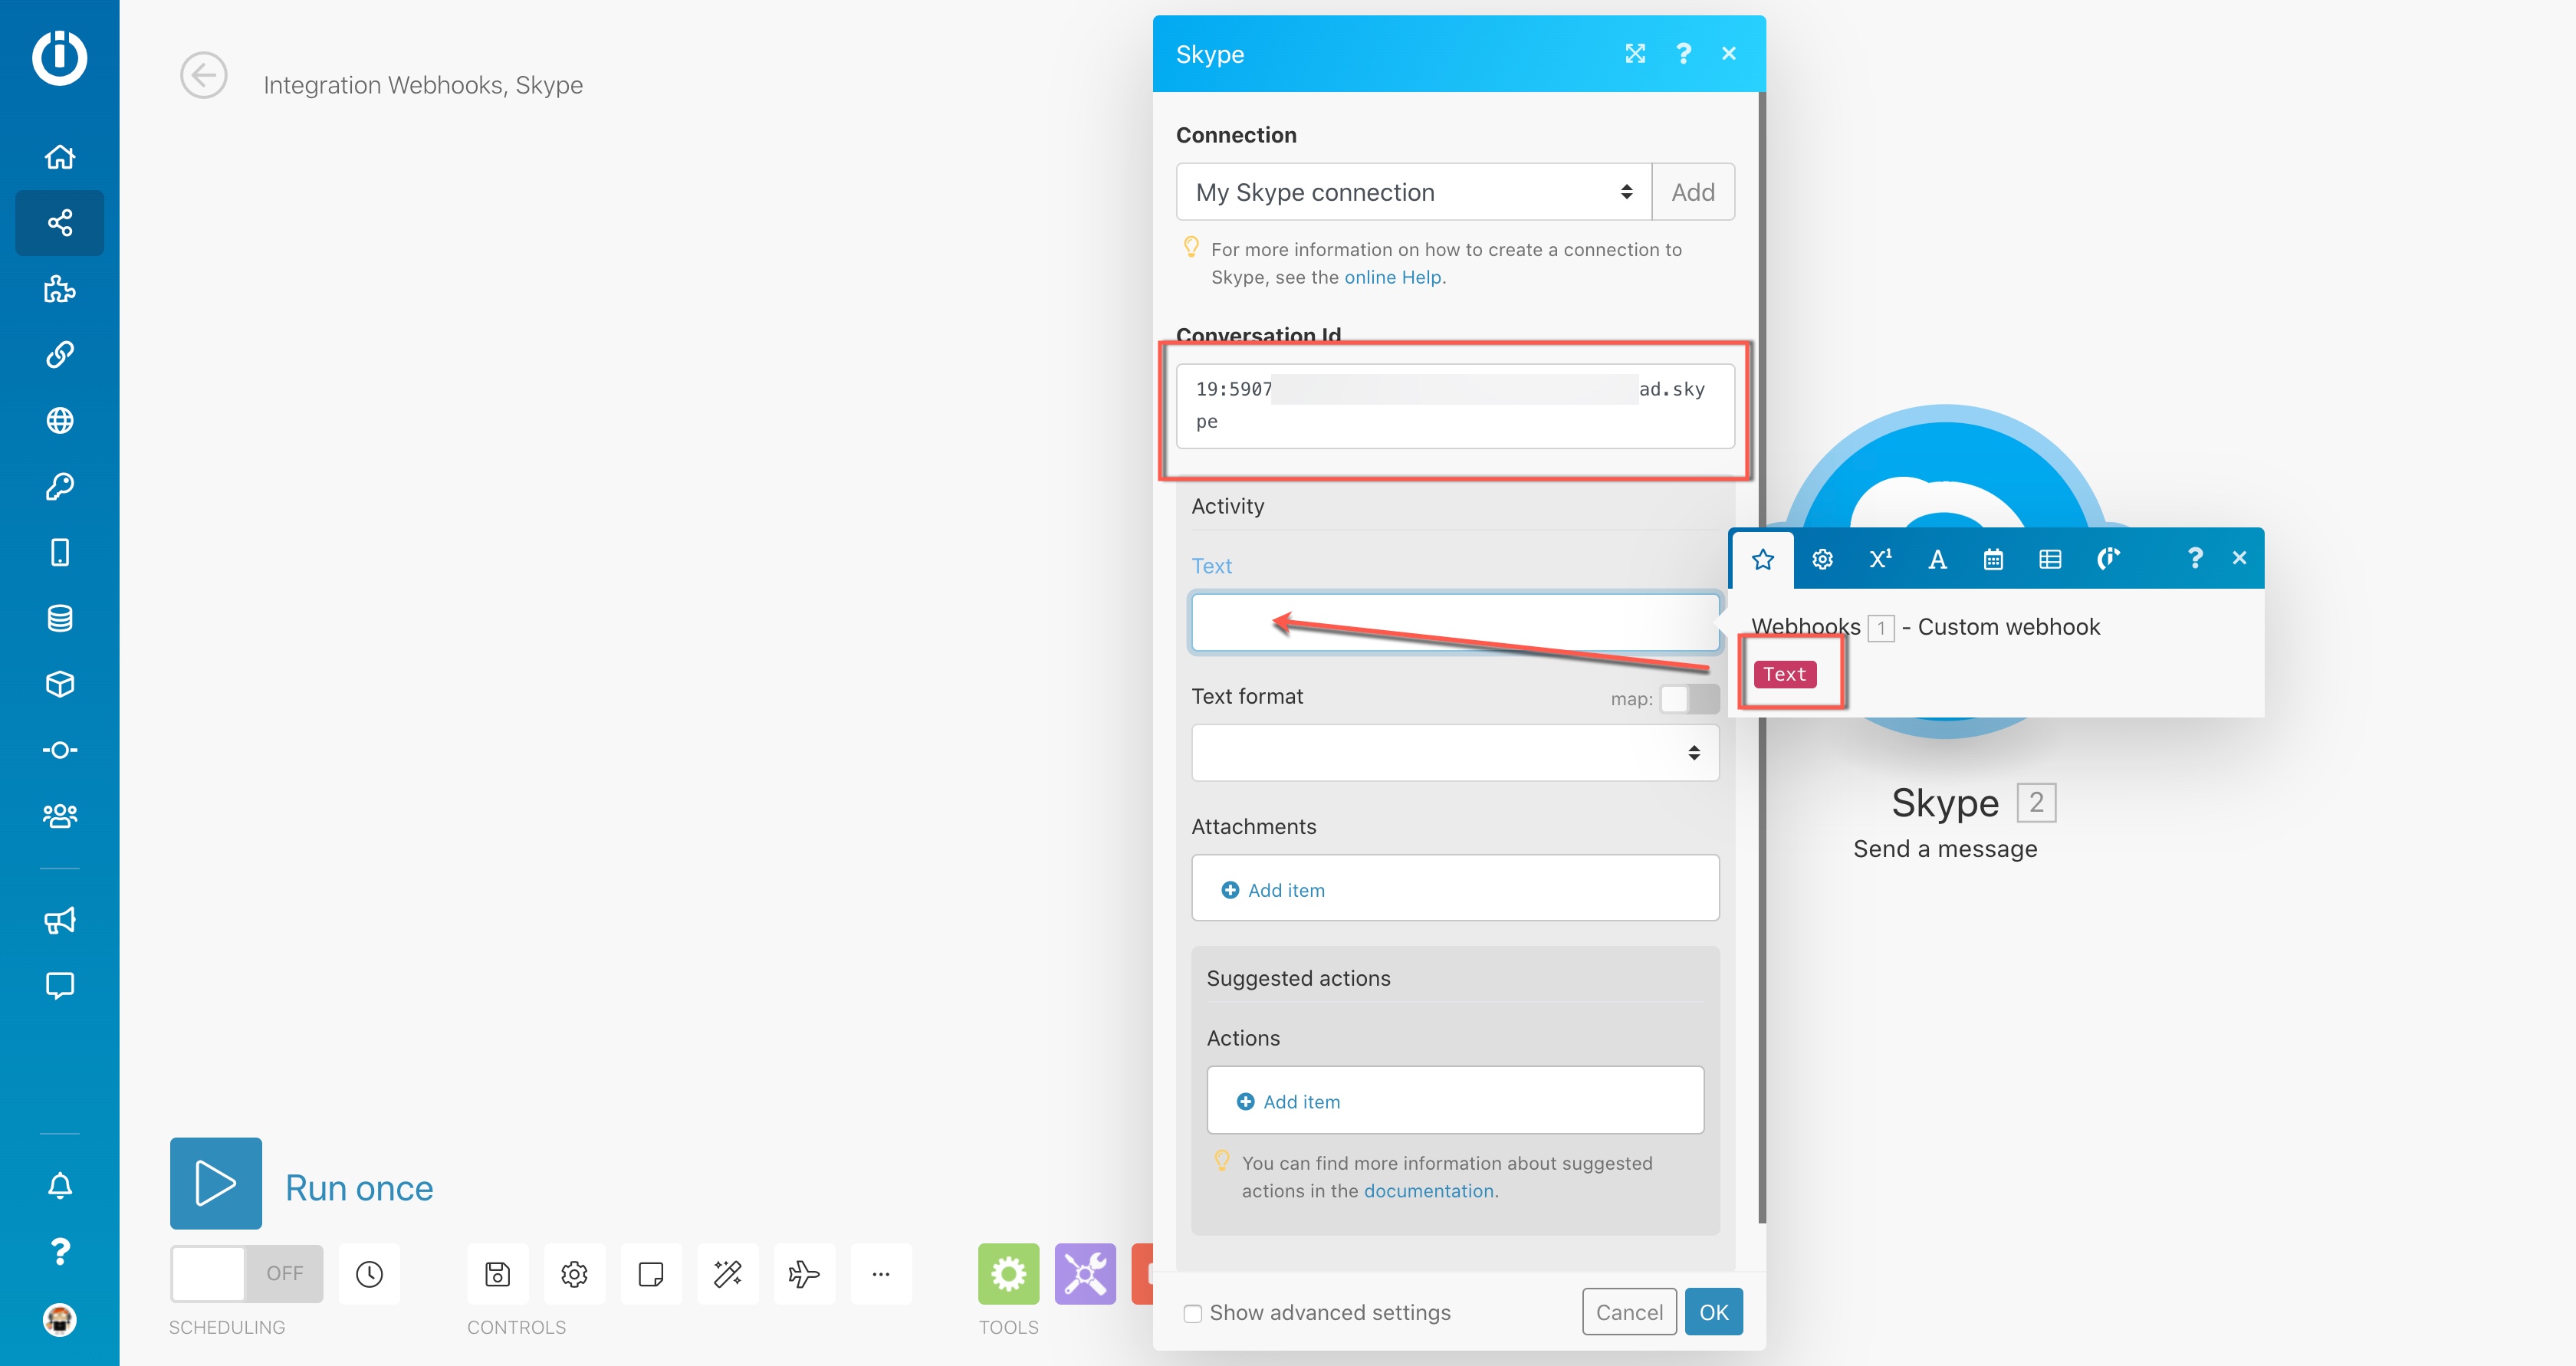 Integration Webhooks, Skype
Skype
Connection
My Skype connection
Add
For more information on how to create a connection to
Skype, see the online Help.
Conversation Id
19:5907 ad.sky
pe
Activity
Text
Text format
map:
Attachments
Add item
Suggested actions
Actions
Add item
You can find more information about suggested
actions in the documentation.
Show advanced settings
Cancel
OK
Webhooks 1 - Custom webhook
Text
Skype 2
Send a message
Run once
OFF
SCHEDULING
CONTROLS
TOOLS